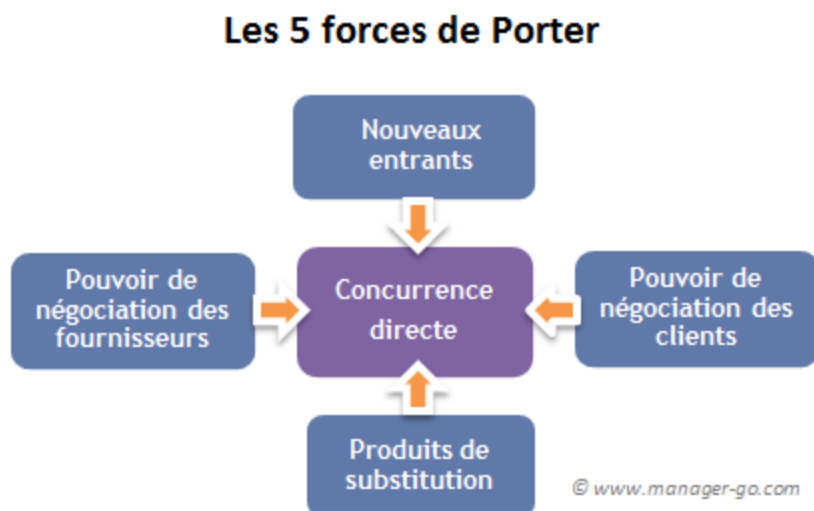 Les 5 forces de Porter
Nouveaux
entrants
Pouvoir de
négociation des
fournisseurs
Concurrence
directe
Pouvoir de
négociation des
clients
Produits de
substitution
© www.manager-go.com